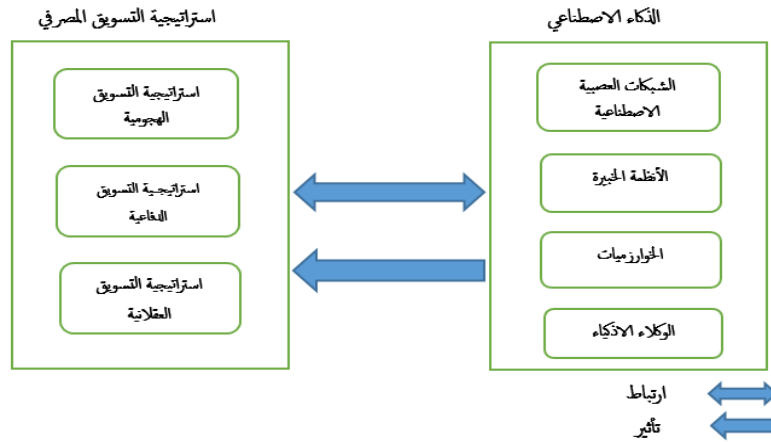 الذكاء الاصطناعي
الشبكات العصبية
الاصطناعية
الأنظمة الخبيرة
الخوارزميات
الوكلاء الاذكياء
استراتيجية التسويق المصرفي
استراتيجية التسويق
الهجومية
استراتيجية التسويق
الدفاعية
استراتيجية التسويق
العقلانية
ارتباط
تأثير